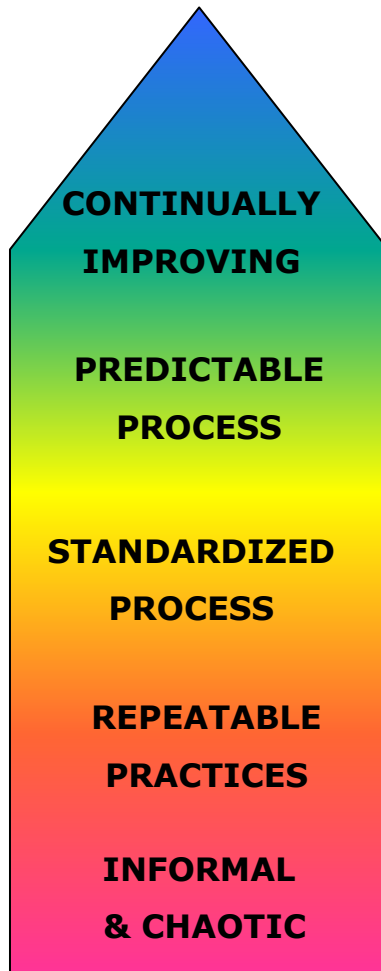 CONTINUALLY
IMPROVING
PREDICTABLE
PROCESS
STANDARDIZED
PROCESS
REPEATABLE
PRACTICES
INFORMAL
& CHAOTIC